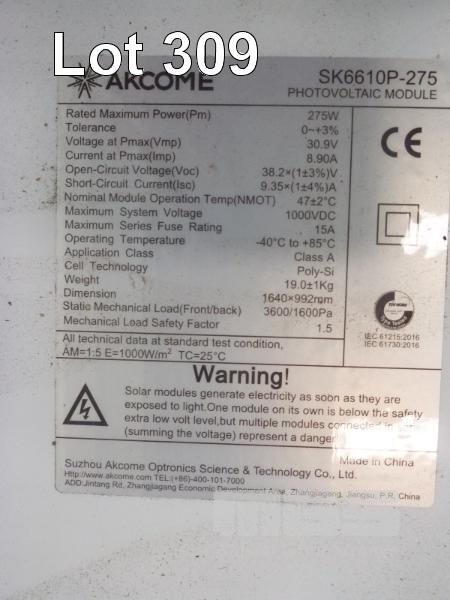 Lot 309
AKCOME
SK6610P-275
PHOTOVOLTAIC MODULE
Rated Maximum Power(Pm) 275W
Tolerance 0~+3%
Voltage at Pmax(Vmp) 30.9V
Current at Pmax(Imp) 8.90A
Open-Circuit Voltage(Voc) 38.2×(1±3%)V
Short-Circuit Current(Isc) 9.35×(1±4%)A
Nominal Module Operation Temp(NMOT) 47±2°C
Maximum System Voltage 1000VDC
Maximum Series Fuse Rating 15A
Operating Temperature -40°C to +85°C
Application Class Class A
Cell Technology Poly-Si
Weight 19.0±1Kg
Dimension 1640×992mm
Static Mechanical Load(Front/back) 3600/1600Pa
Mechanical Load Safety Factor 1.5
CE
IEC 61215:2016
IEC 61730:2016
All technical data at standard test condition,
AM=1:5 E=1000W/m² TC=25°C
Warning!
Solar modules generate electricity as soon as they are
exposed to light.One module on its own is below the safety
extra low volt level,but multiple modules connected in
(summing the voltage) represent a danger
Made in China
Suzhou Akcome Optronics Science & Technology Co., Ltd.
Http://www.akcome.com TEL:(+86)-400-101-7000
ADD:Jintang Rd, Zhangjiagang Economic Development Area, Zhangjiagang, Jiangsu, P.R, China